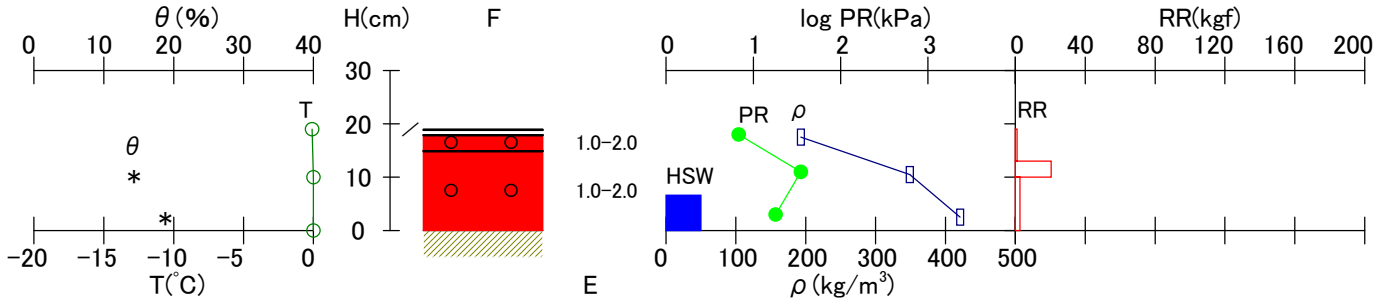 θ(%) H(cm) F log PR(kPa) RR(kgf)
0 10 20 30 40 0 1 2 3 0 40 80 120 160 200
30
T PR ρ RR
20
θ 1.0-2.0
* 10 HSW
1.0-2.0
*
0
-20 -15 -10 -5 0 0 100 200 300 400 500
T(°C) E ρ(kg/m³)